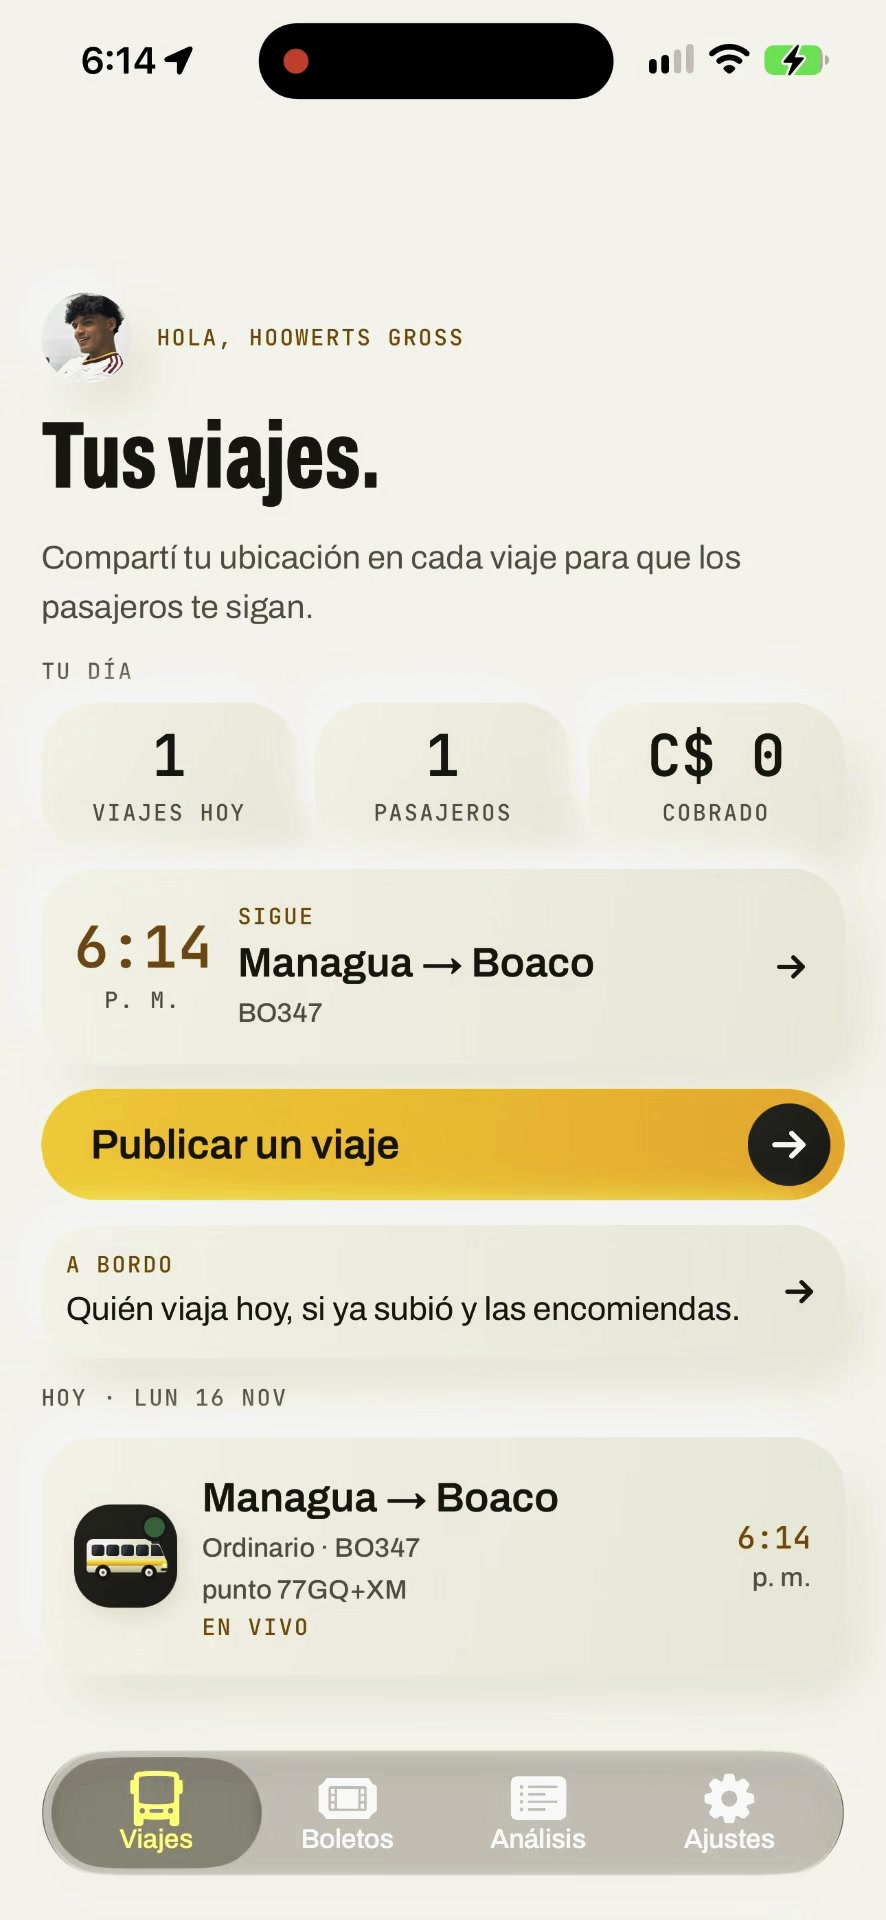 6:14
HOLA, HOOWERTS GROSS
Tus viajes.
Compartí tu ubicación en cada viaje para que los
pasajeros te sigan.
TU DÍA
1
VIAJES HOY
1
PASAJEROS
C$ 0
COBRADO
6:14
P. M.
SIGUE
Managua → Boaco
BO347
Publicar un viaje
A BORDO
Quién viaja hoy, si ya subió y las encomiendas.
HOY · LUN 16 NOV
Managua → Boaco
Ordinario · BO347
punto 77GQ+XM
EN VIVO
6:14
p. m.
Viajes
Boletos
Análisis
Ajustes